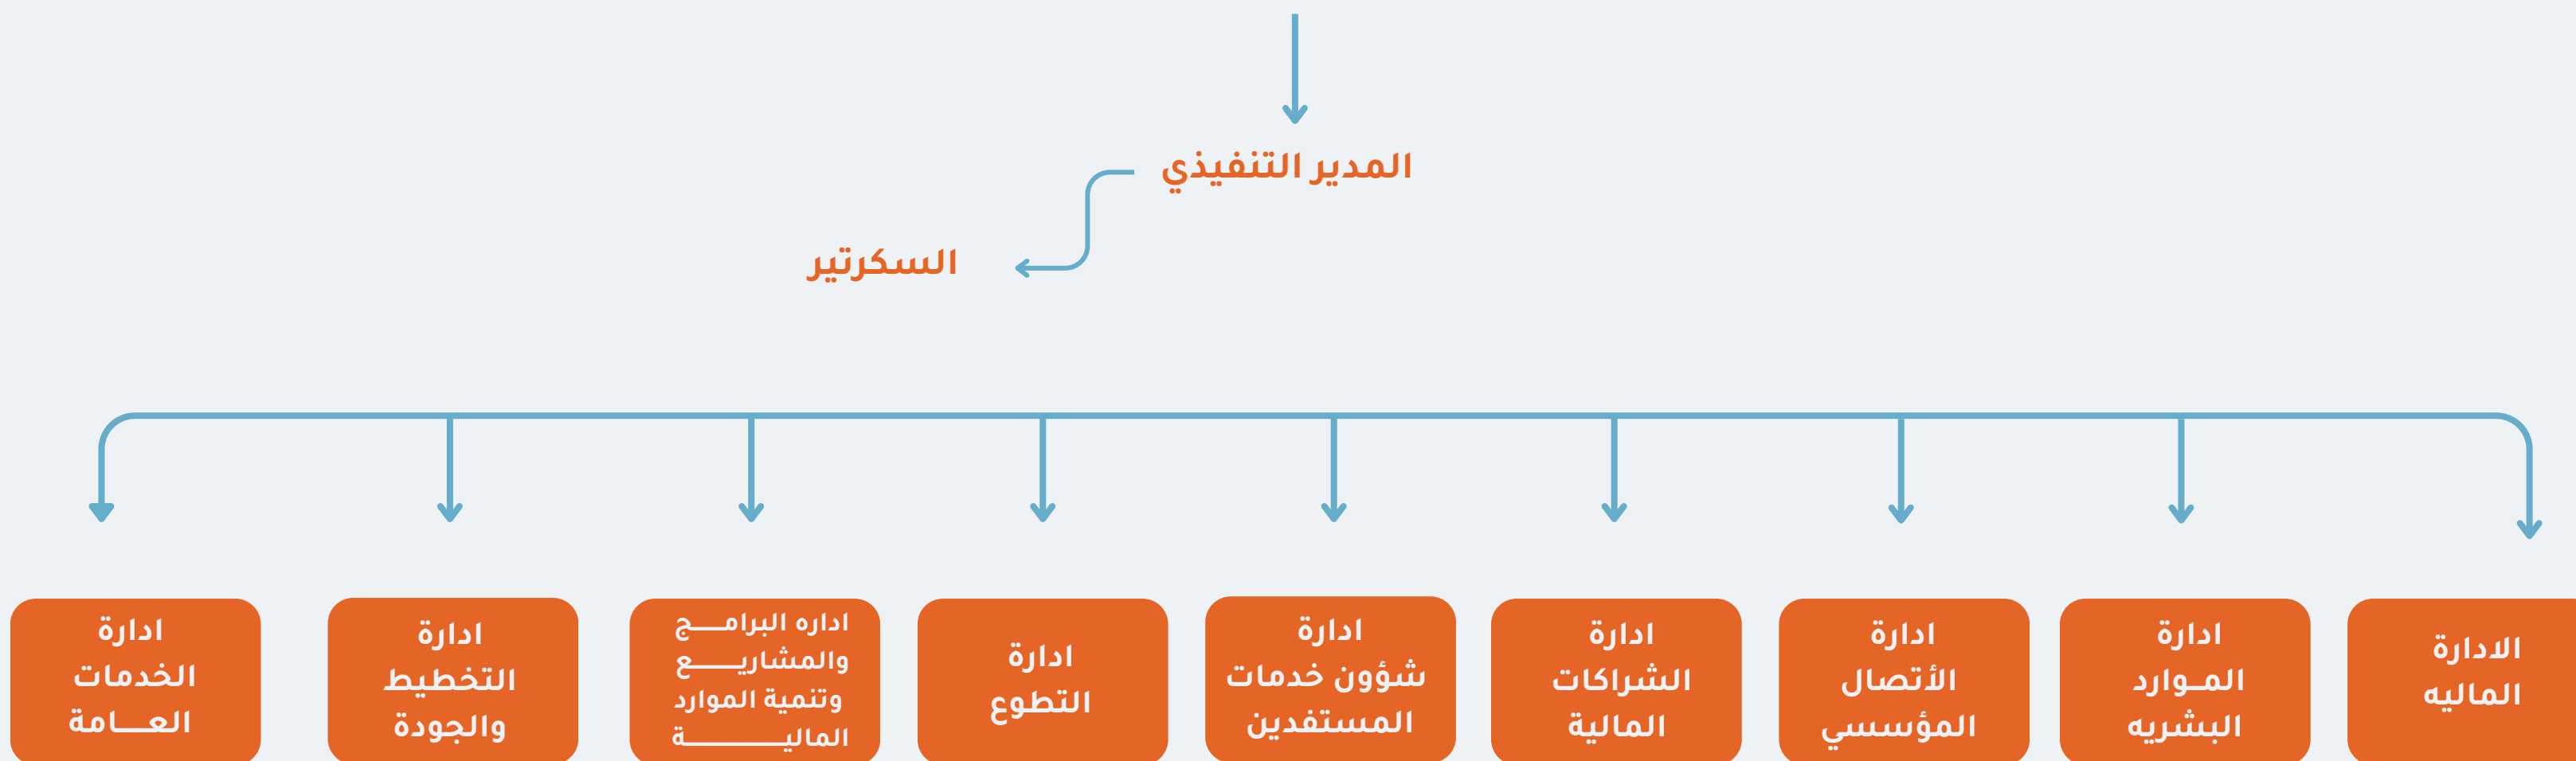 المدير التنفيذي
السكرتير
الادارة
الماليه
ادارة
المـوارد
البشريه
ادارة
الأتصال
المؤسسي
ادارة
الشراكات
المالية
ادارة
شؤون خدمات
المستفدين
ادارة
التطوع
اداره البرامـــج
والمشاريـــــع
وتنمية الموارد
الماليــــــــــــة
ادارة
التخطيط
والجودة
ادارة
الخدمات
العـــامة